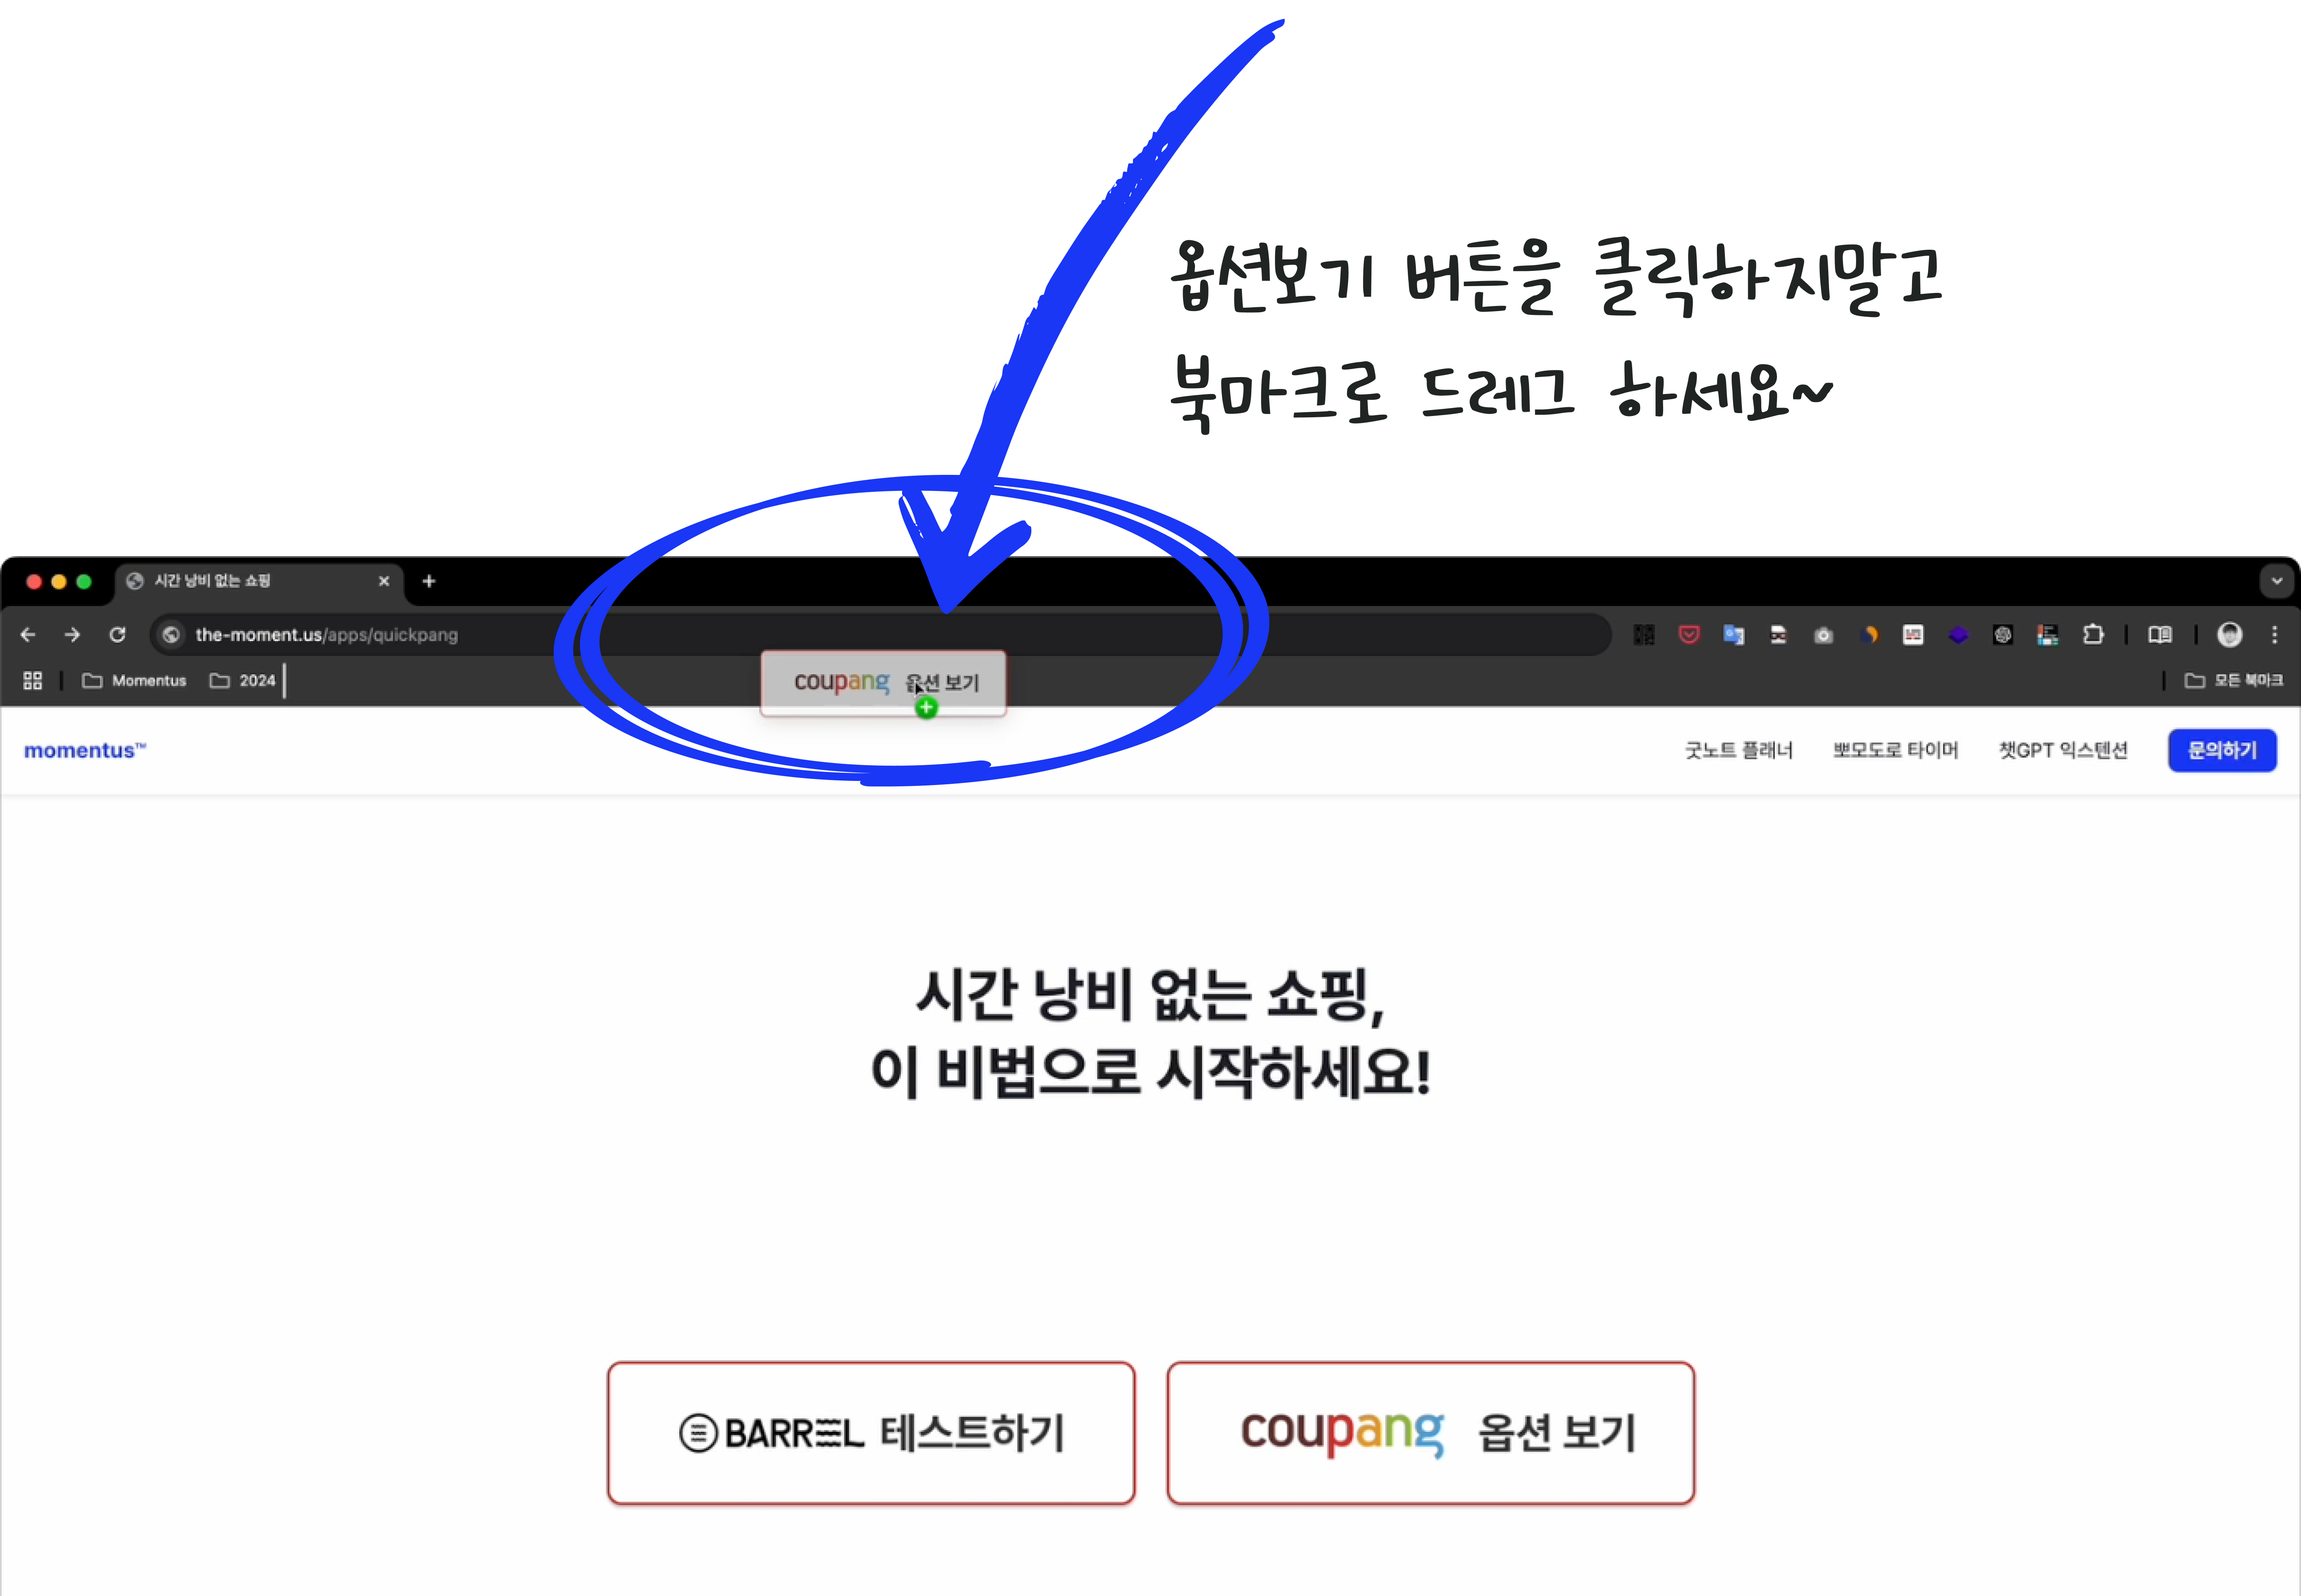 옵션보기 버튼을 클릭하지말고
북마크로 드레그 하세요~
시간 낭비 없는 쇼핑
the-moment.us/apps/quickpang
Momentus 2024 모든 북마크
coupang 옵션 보기
momentus™ 굿노트 플래너 뽀모도로 타이머 챗GPT 익스텐션 문의하기
시간 낭비 없는 쇼핑,
이 비법으로 시작하세요!
BARREL 테스트하기 coupang 옵션 보기